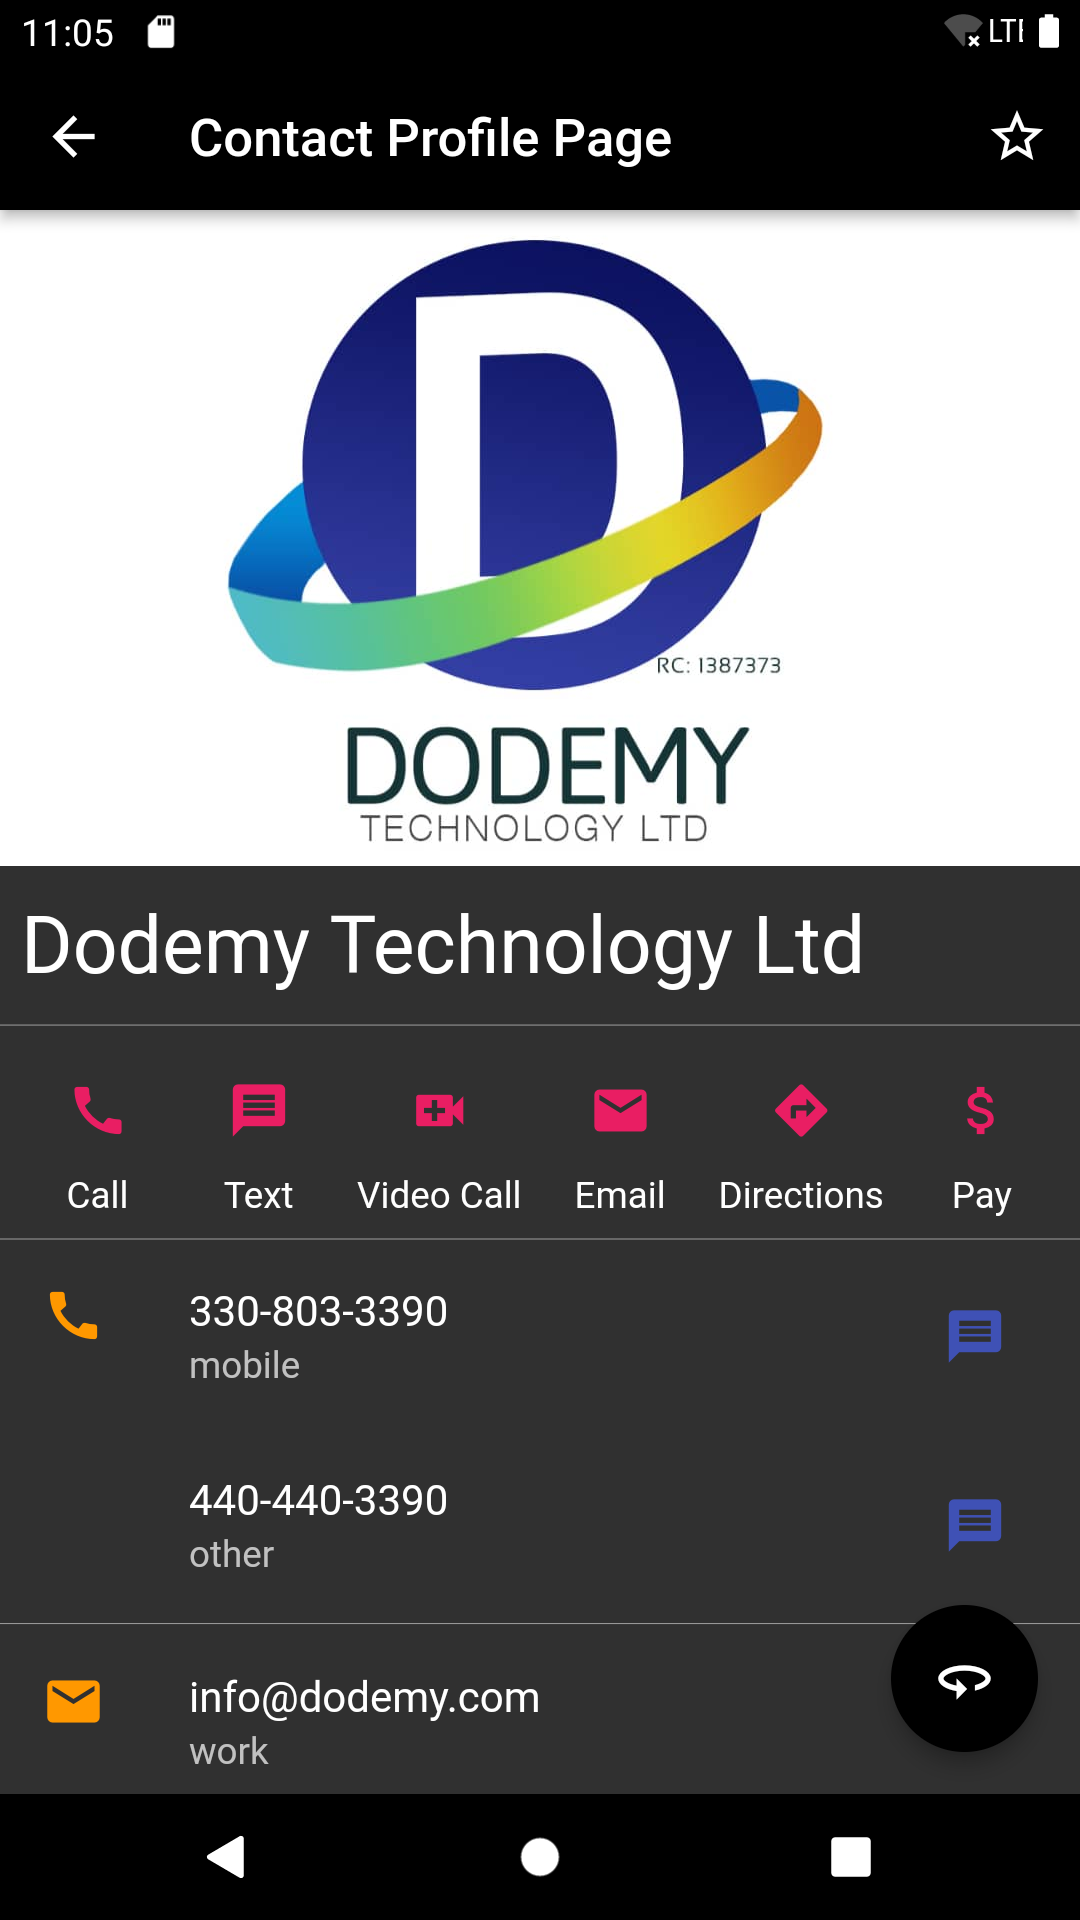 11:05
LTE
Contact Profile Page
D
RC: 1387373
DODEMY
TECHNOLOGY LTD
Dodemy Technology Ltd
Call Text Video Call Email Directions Pay
$
330-803-3390
mobile
440-440-3390
other
info@dodemy.com
work